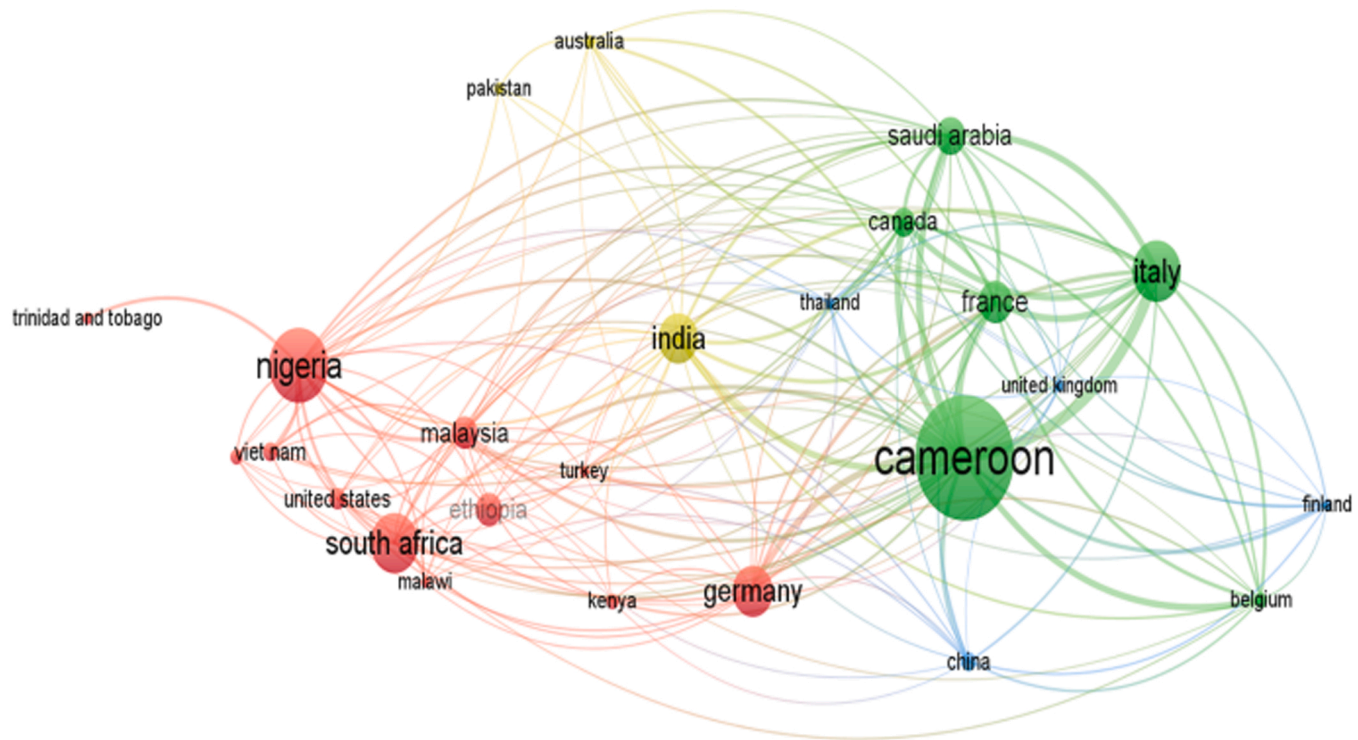 australia
pakistan
saudi arabia
canada
italy
thailand
france
trinidad and tobago
india
nigeria
united kingdom
malaysia
viet nam
cameroon
turkey
united states
ethiopia
finland
south africa
malawi
germany
kenya
belgium
china